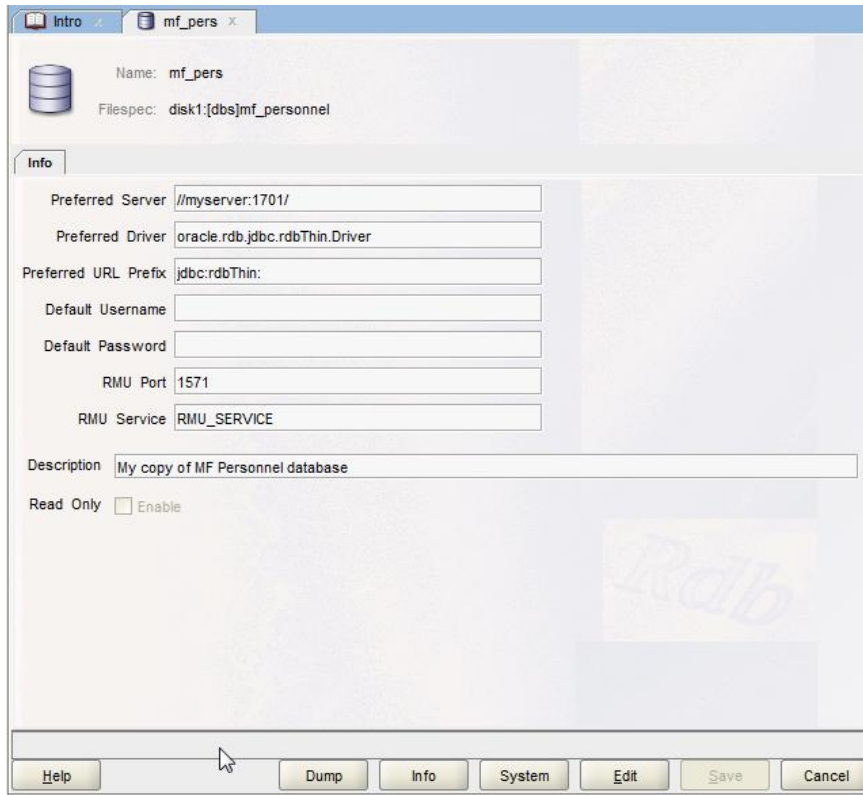 Intro
mf_pers x
Name: mf_pers
Filespec: disk1:[dbs]mf_personnel
Info
Preferred Server //myserver:1701/
Preferred Driver oracle.rdb.jdbc.rdbThin.Driver
Preferred URL Prefix jdbc:rdbThin:
Default Username
Default Password
RMU Port 1571
RMU Service RMU_SERVICE
Description My copy of MF Personnel database
Read Only Enable
Rdb
Help Dump Info System Edit Save Cancel